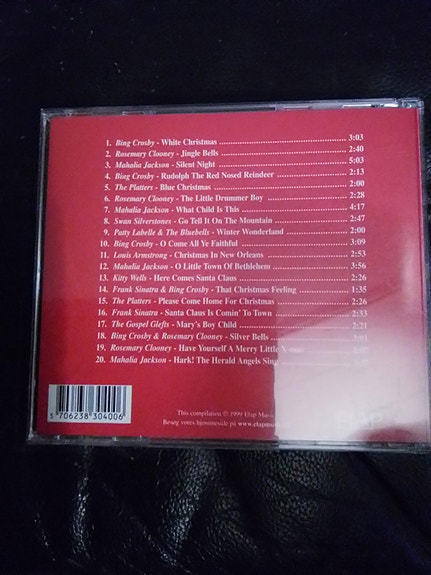 1. Bing Crosby - White Christmas 3:03
2. Rosemary Clooney - Jingle Bells 2:40
3. Mahalia Jackson - Silent Night 5:03
4. Bing Crosby - Rudolph The Red Nosed Reindeer 2:13
5. The Platters - Blue Christmas 2:00
6. Rosemary Clooney - The Little Drummer Boy 2:28
7. Mahalia Jackson - What Child Is This 4:17
8. Swan Silverstones - Go Tell It On The Mountain 2:47
9. Patty Labelle & The Bluebells - Winter Wonderland 2:00
10. Bing Crosby - O Come All Ye Faithful 3:09
11. Louis Armstrong - Christmas In New Orleans 2:53
12. Mahalia Jackson - O Little Town Of Bethlehem 3:56
13. Kitty Wells - Here Comes Santa Claus 2:26
14. Frank Sinatra & Bing Crosby - That Christmas Feeling 1:35
15. The Platters - Please Come Home For Christmas 2:26
16. Frank Sinatra - Santa Claus Is Comin' To Town 2:33
17. The Gospel Glefts - Mary's Boy Child 2:21
18. Bing Crosby & Rosemary Clooney - Silver Bells 3:01
19. Rosemary Clooney - Have Yourself A Merry Little
20. Mahalia Jackson - Hark! The Herald Angels Sing
This compilation © 1999 Elap Music
Besøg vores hjemmeside på www.elapmusic
5 706238 304006